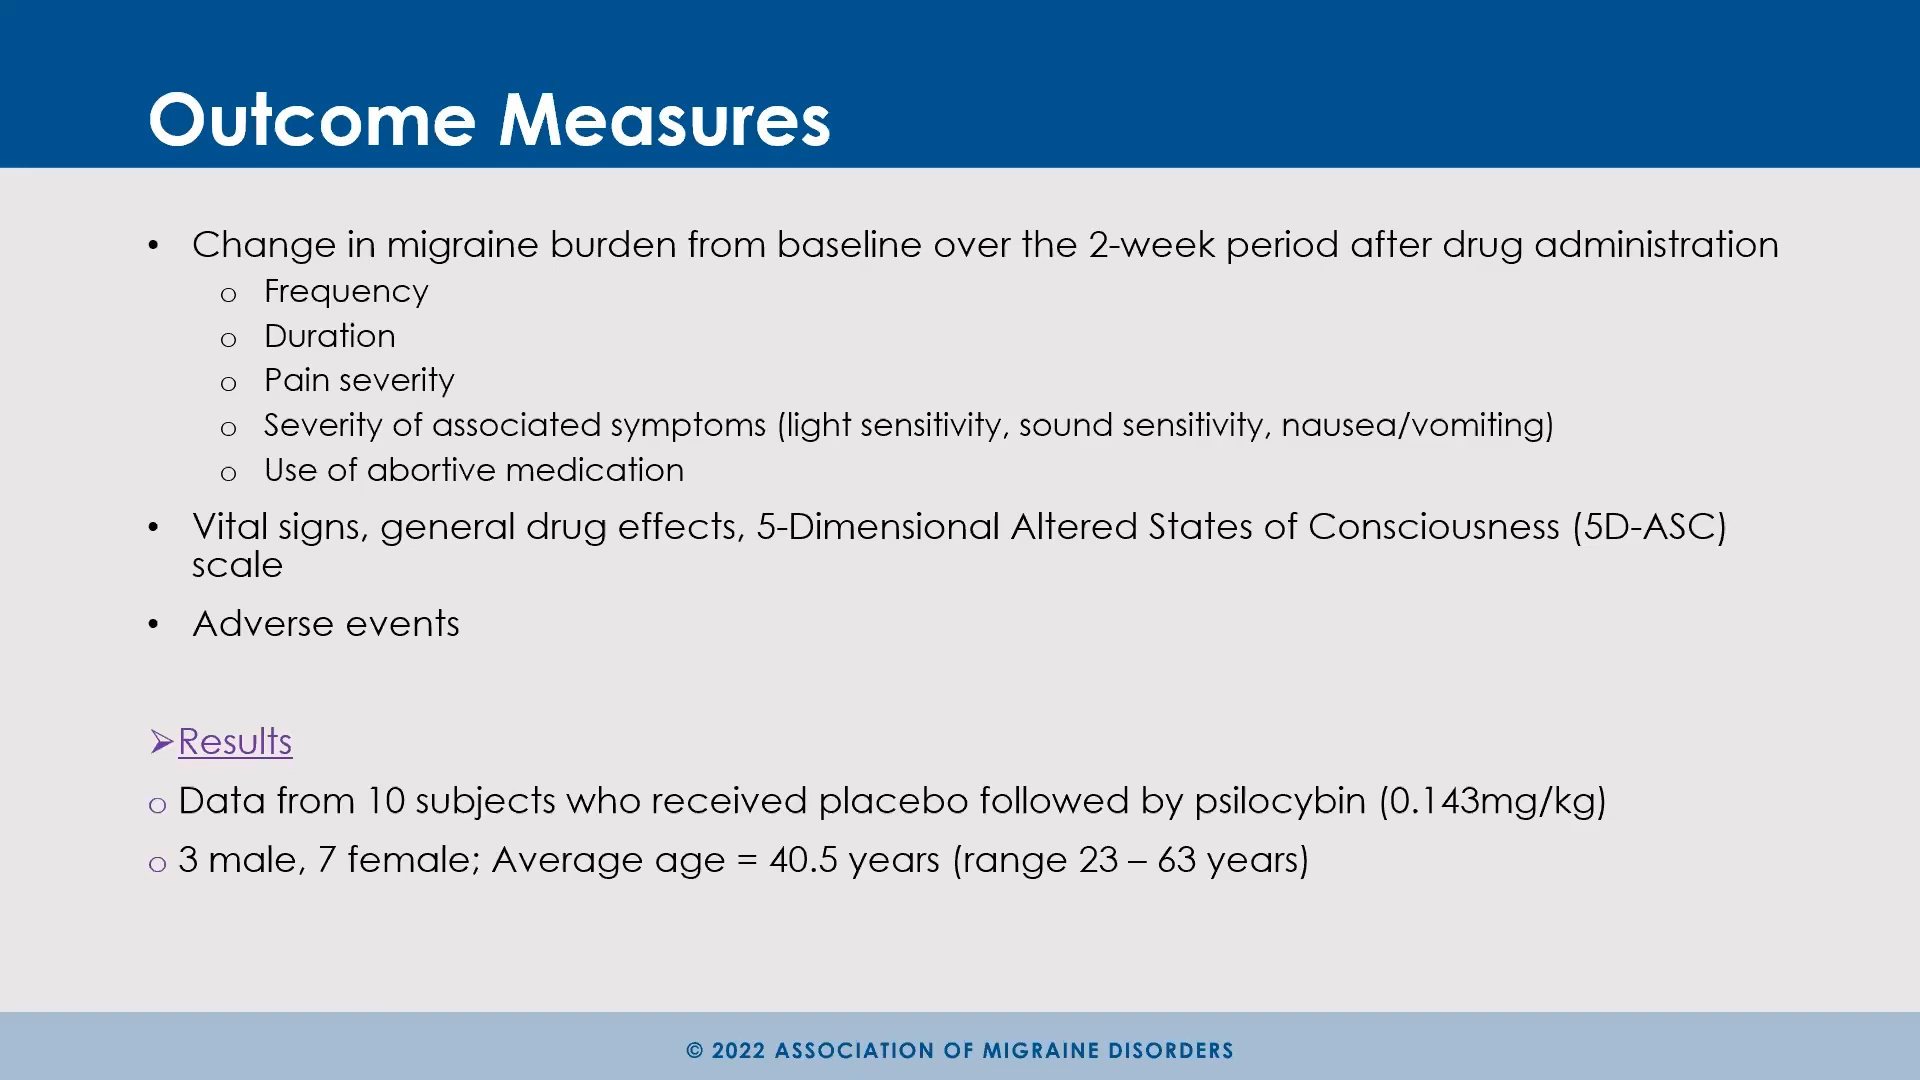 Outcome Measures
• Change in migraine burden from baseline over the 2-week period after drug administration
o Frequency
o Duration
o Pain severity
o Severity of associated symptoms (light sensitivity, sound sensitivity, nausea/vomiting)
o Use of abortive medication
• Vital signs, general drug effects, 5-Dimensional Altered States of Consciousness (5D-ASC)
scale
• Adverse events
➢Results
o Data from 10 subjects who received placebo followed by psilocybin (0.143mg/kg)
o 3 male, 7 female; Average age = 40.5 years (range 23 – 63 years)
© 2022 ASSOCIATION OF MIGRAINE DISORDERS